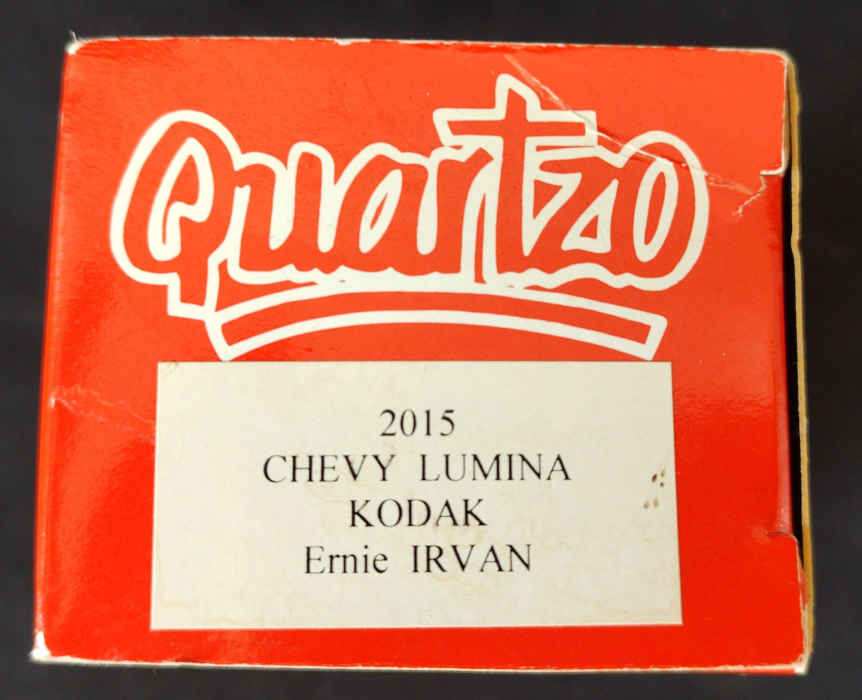 Quartzo
2015
CHEVY LUMINA
KODAK
Ernie IRVAN